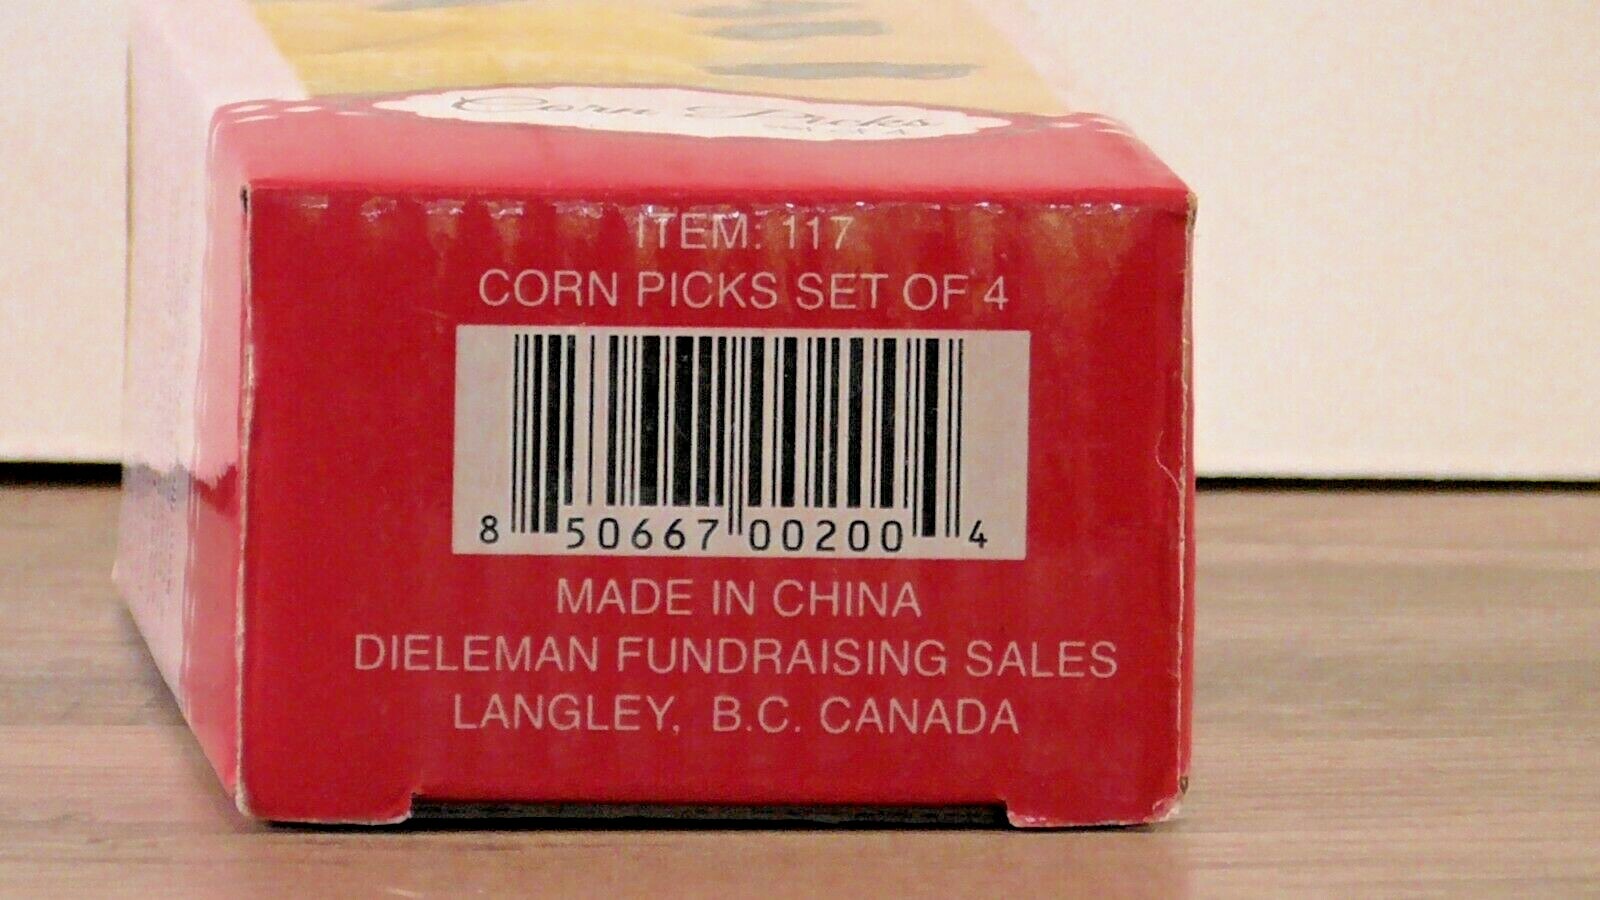 Corn Picks
ITEM: 117
CORN PICKS SET OF 4
8 50667 00200 4
MADE IN CHINA
DIELEMAN FUNDRAISING SALES
LANGLEY, B.C. CANADA